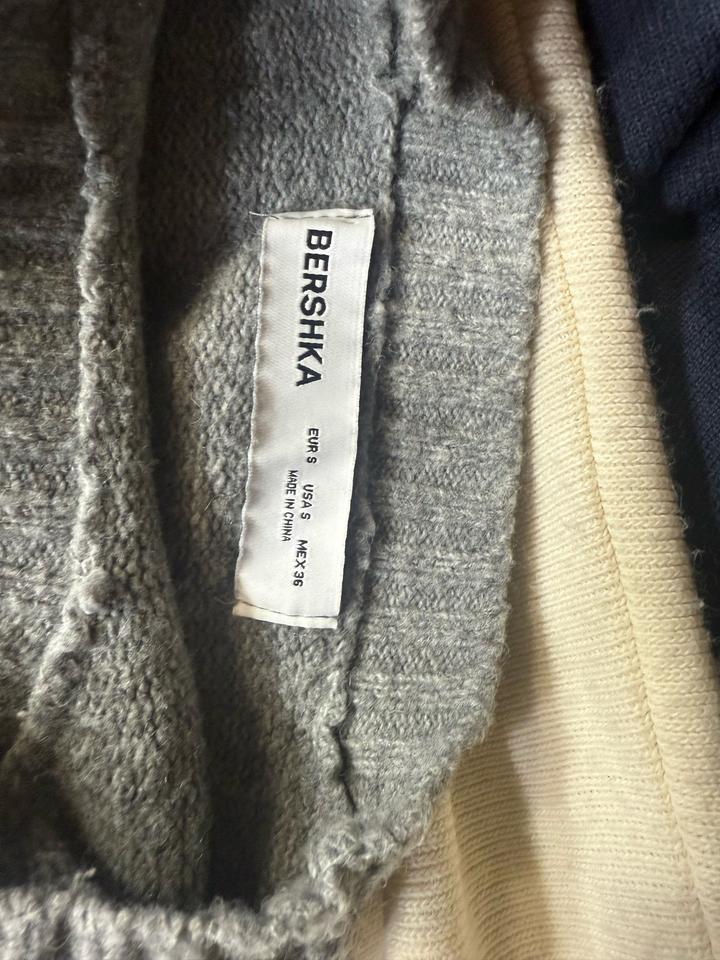 BERSHKA
EUR S USA S MEX 36
MADE IN CHINA